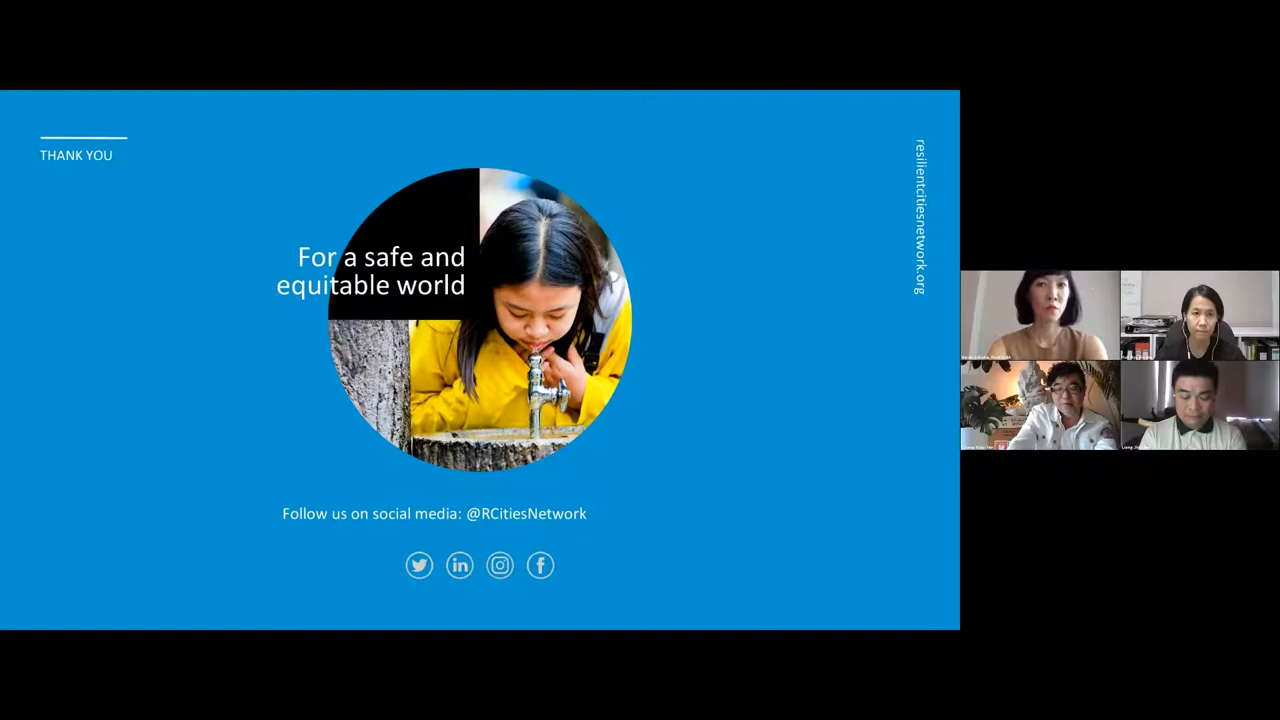 THANK YOU
resilientcitiesnetwork.org
For a safe and
equitable world
Follow us on social media: @RCitiesNetwork